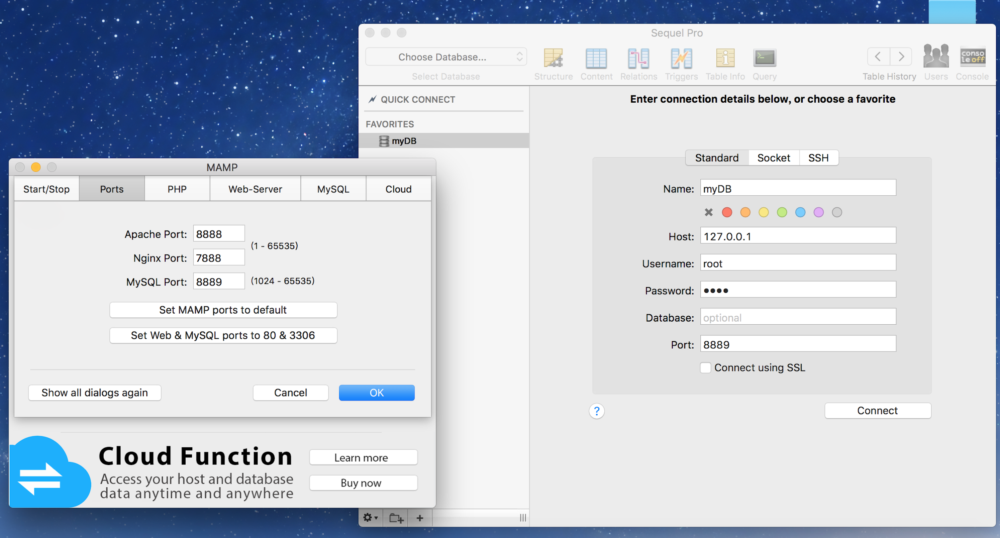 Sequel Pro
Choose Database...
Select Database
Structure
Content
Relations
Triggers
Table Info
Query
Table History
Users
conso
le off
Console
QUICK CONNECT
FAVORITES
myDB
Enter connection details below, or choose a favorite
Standard
Socket
SSH
Name: myDB
Host: 127.0.0.1
Username: root
Password: ••••
Database: optional
Port: 8889
Connect using SSL
?
Connect
MAMP
Start/Stop
Ports
PHP
Web-Server
MySQL
Cloud
Apache Port: 8888
(1 - 65535)
Nginx Port: 7888
MySQL Port: 8889 (1024 - 65535)
Set MAMP ports to default
Set Web & MySQL ports to 80 & 3306
Show all dialogs again
Cancel
OK
Cloud Function
Access your host and database
data anytime and anywhere
Learn more
Buy now